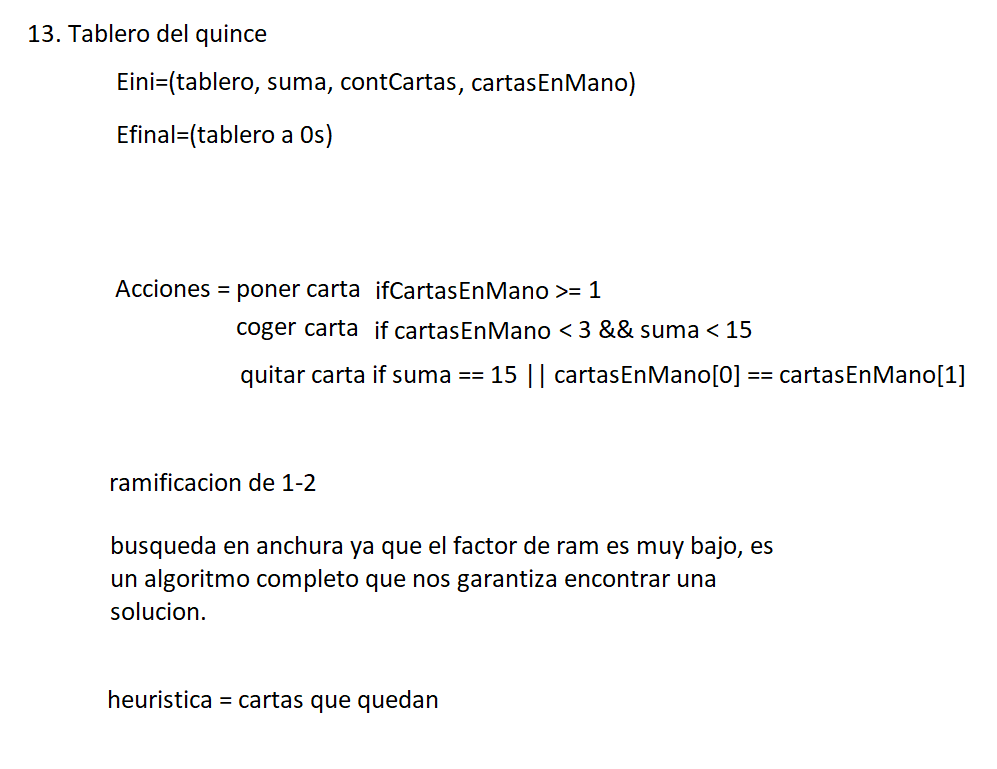 13. Tablero del quince
Eini=(tablero, suma, contCartas, cartasEnMano)
Efinal=(tablero a 0s)
Acciones = poner carta ifCartasEnMano >= 1
coger carta if cartasEnMano < 3 && suma < 15
quitar carta if suma == 15 || cartasEnMano[0] == cartasEnMano[1]
ramificacion de 1-2
busqueda en anchura ya que el factor de ram es muy bajo, es
un algoritmo completo que nos garantiza encontrar una
solucion.
heuristica = cartas que quedan